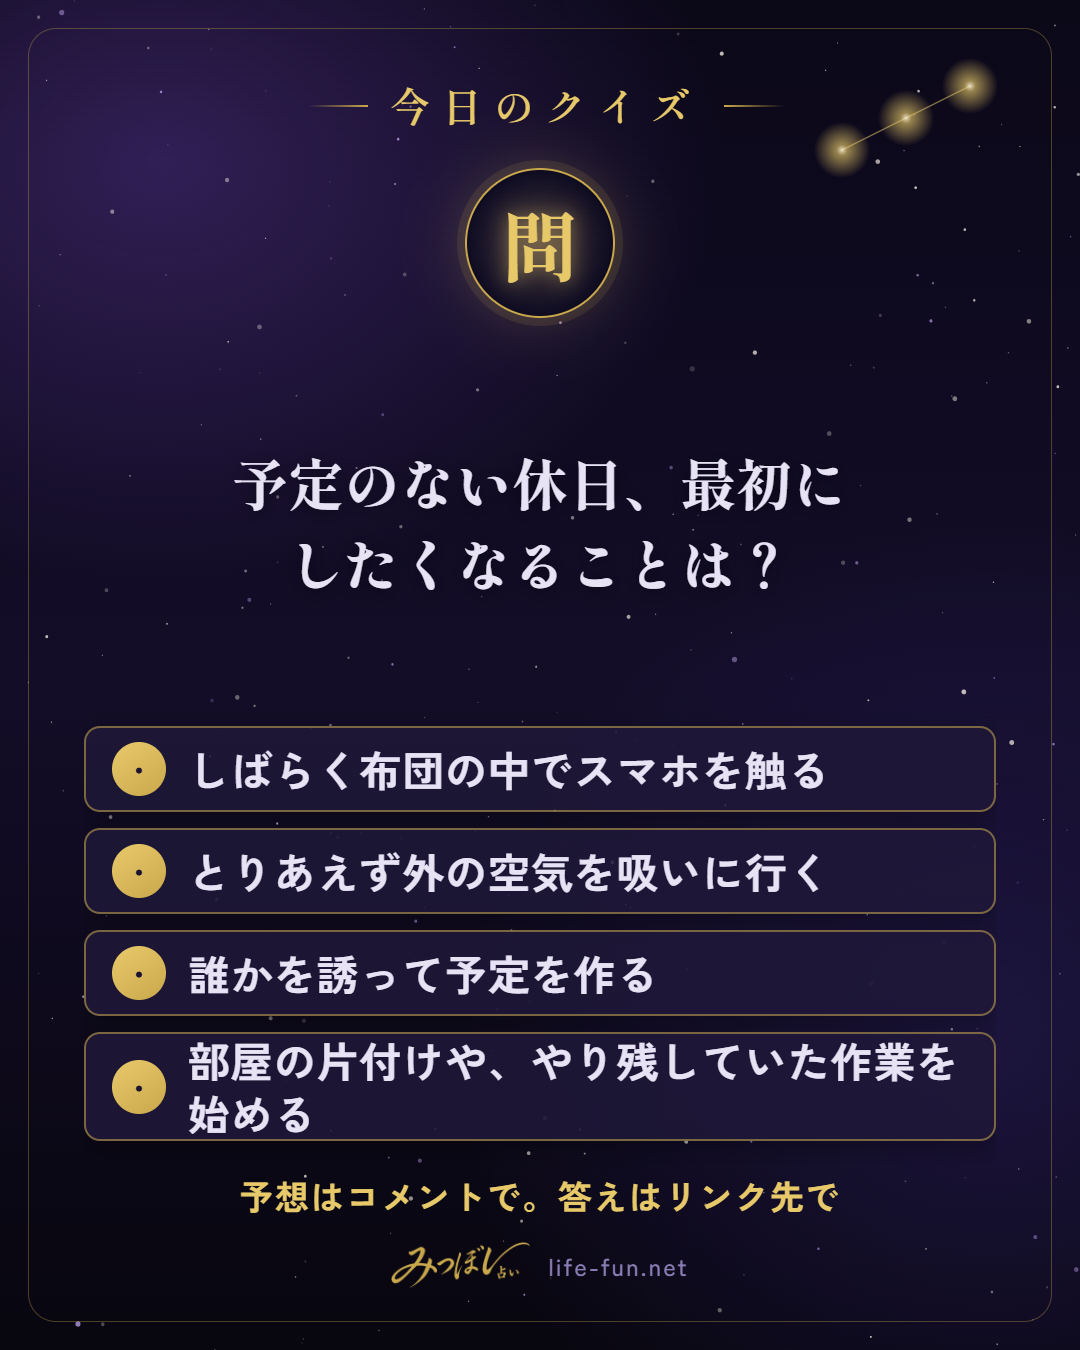 今日のクイズ
問
予定のない休日、最初に
したくなることは？
・ しばらく布団の中でスマホを触る
・ とりあえず外の空気を吸いに行く
・ 誰かを誘って予定を作る
・ 部屋の片付けや、やり残していた作業を
始める
予想はコメントで。答えはリンク先で
みつぼし占い life-fun.net